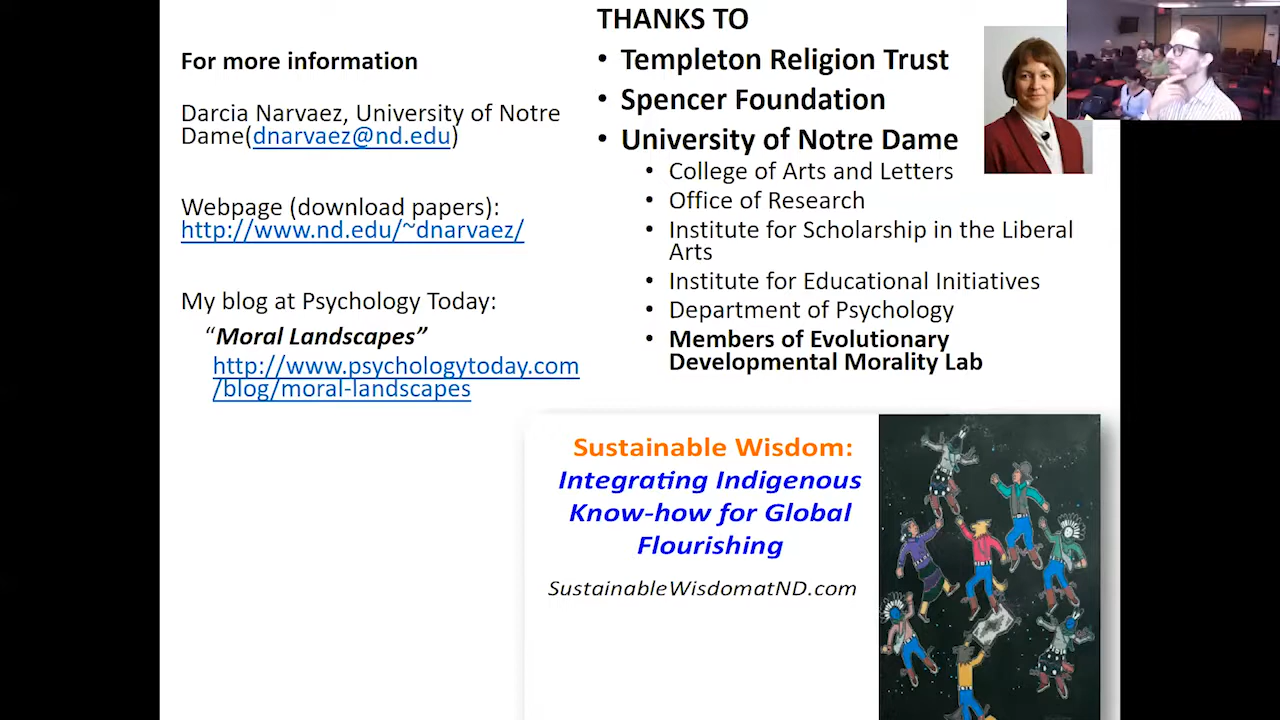 For more information
Darcia Narvaez, University of Notre
Dame(dnarvaez@nd.edu)
Webpage (download papers):
http://www.nd.edu/~dnarvaez/
My blog at Psychology Today:
“Moral Landscapes”
http://www.psychologytoday.com
/blog/moral-landscapes
THANKS TO
• Templeton Religion Trust
• Spencer Foundation
• University of Notre Dame
• College of Arts and Letters
• Office of Research
• Institute for Scholarship in the Liberal
Arts
• Institute for Educational Initiatives
• Department of Psychology
• Members of Evolutionary
Developmental Morality Lab
Sustainable Wisdom:
Integrating Indigenous
Know-how for Global
Flourishing
SustainableWisdomatND.com